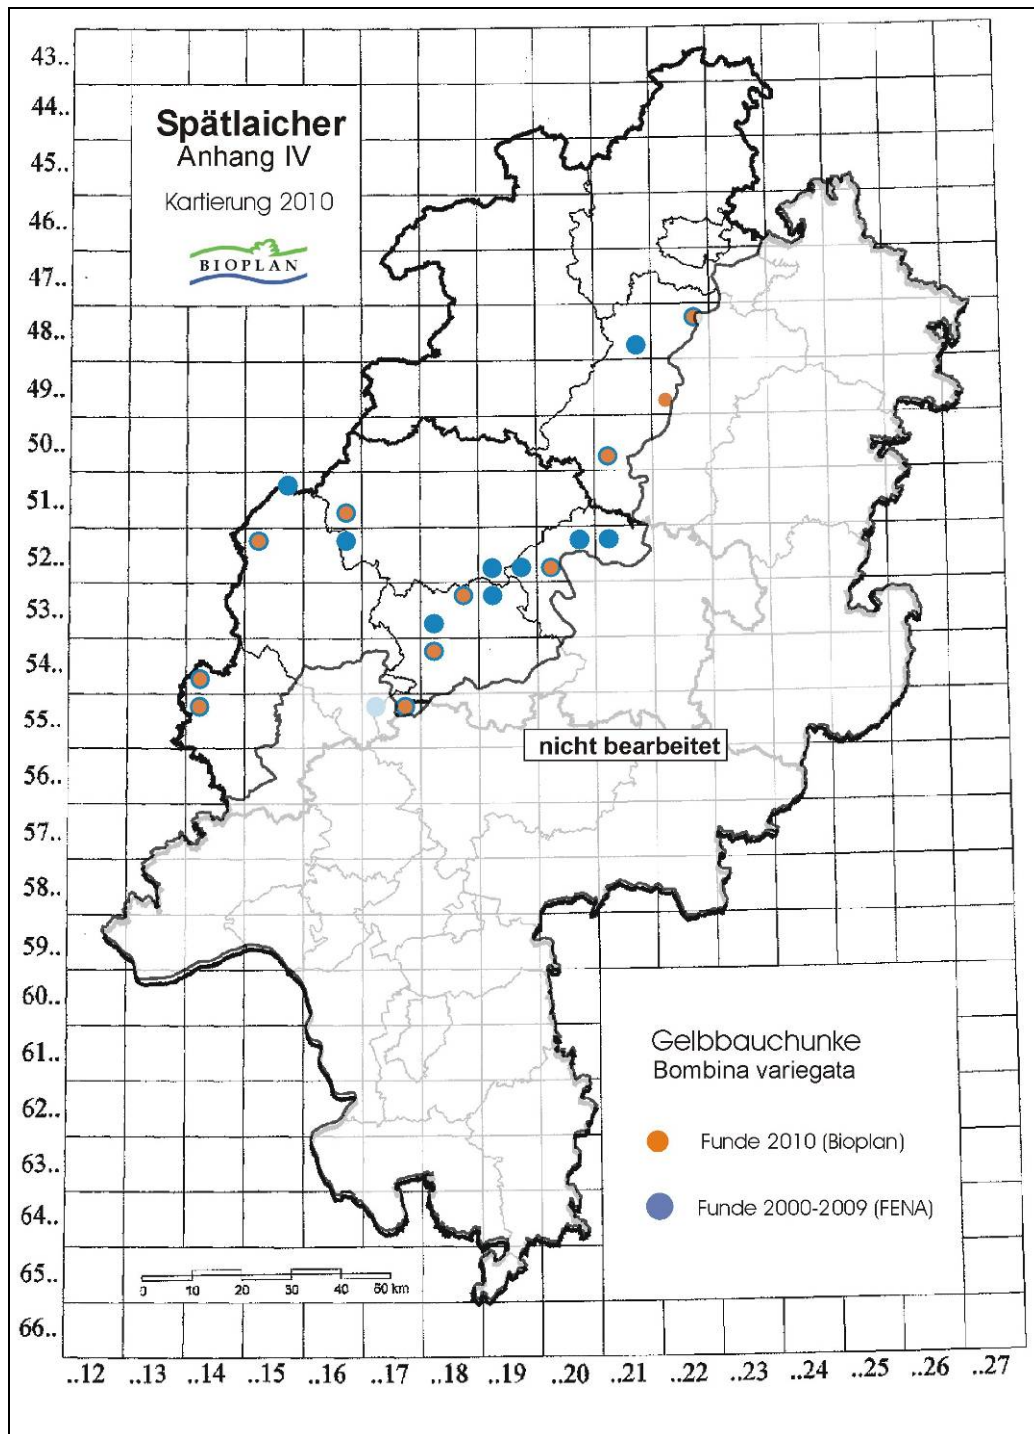 Spätlaicher
Anhang IV
Kartierung 2010
BIOPLAN
43..
44..
45..
46..
47..
48..
49..
50..
51..
52..
53..
54..
55..
56..
57..
58..
59..
60..
61..
62..
63..
64..
65..
66..
nicht bearbeitet
Gelbbauchunke
Bombina variegata
Funde 2010 (Bioplan)
Funde 2000-2009 (FENA)
0 10 20 30 40 50 km
..12 ..13 ..14 ..15 ..17 ..18 ..19 ..20 ..21 ..22 ..23 ..24 ..25 ..26 ..27